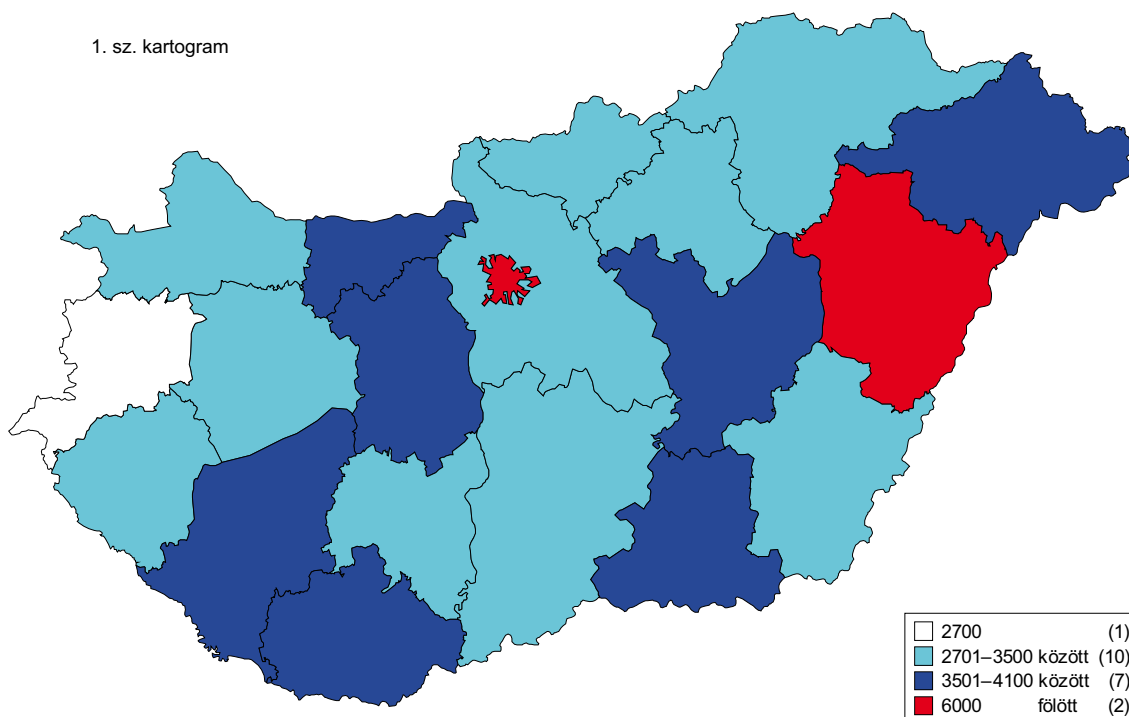 1. sz. kartogram
2700 (1)
2701–3500 között (10)
3501–4100 között (7)
6000 fölött (2)